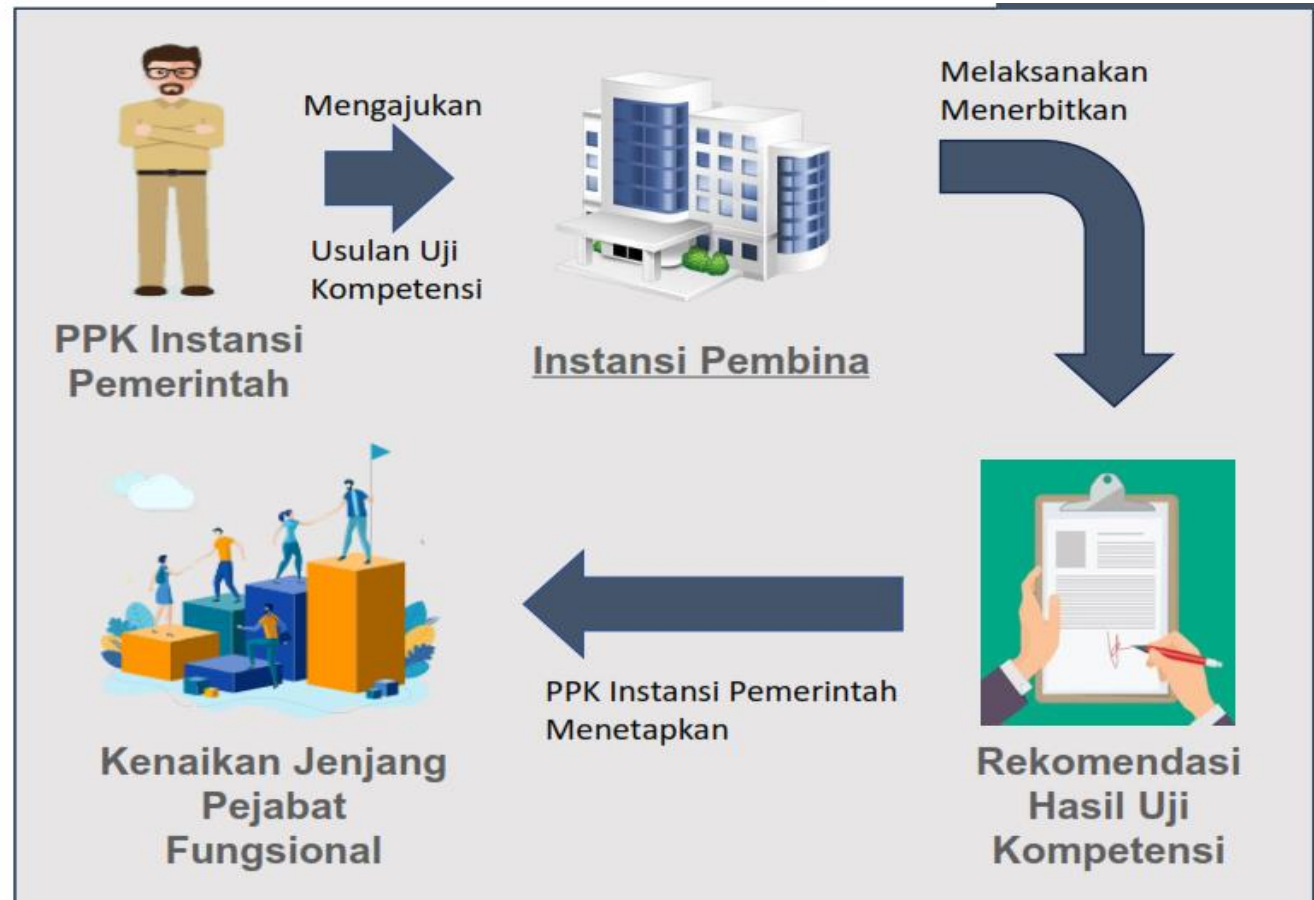 Mengajukan
Usulan Uji
Kompetensi
PPK Instansi
Pemerintah
Instansi Pembina
Melaksanakan
Menerbitkan
Rekomendasi
Hasil Uji
Kompetensi
PPK Instansi Pemerintah
Menetapkan
Kenaikan Jenjang
Pejabat
Fungsional